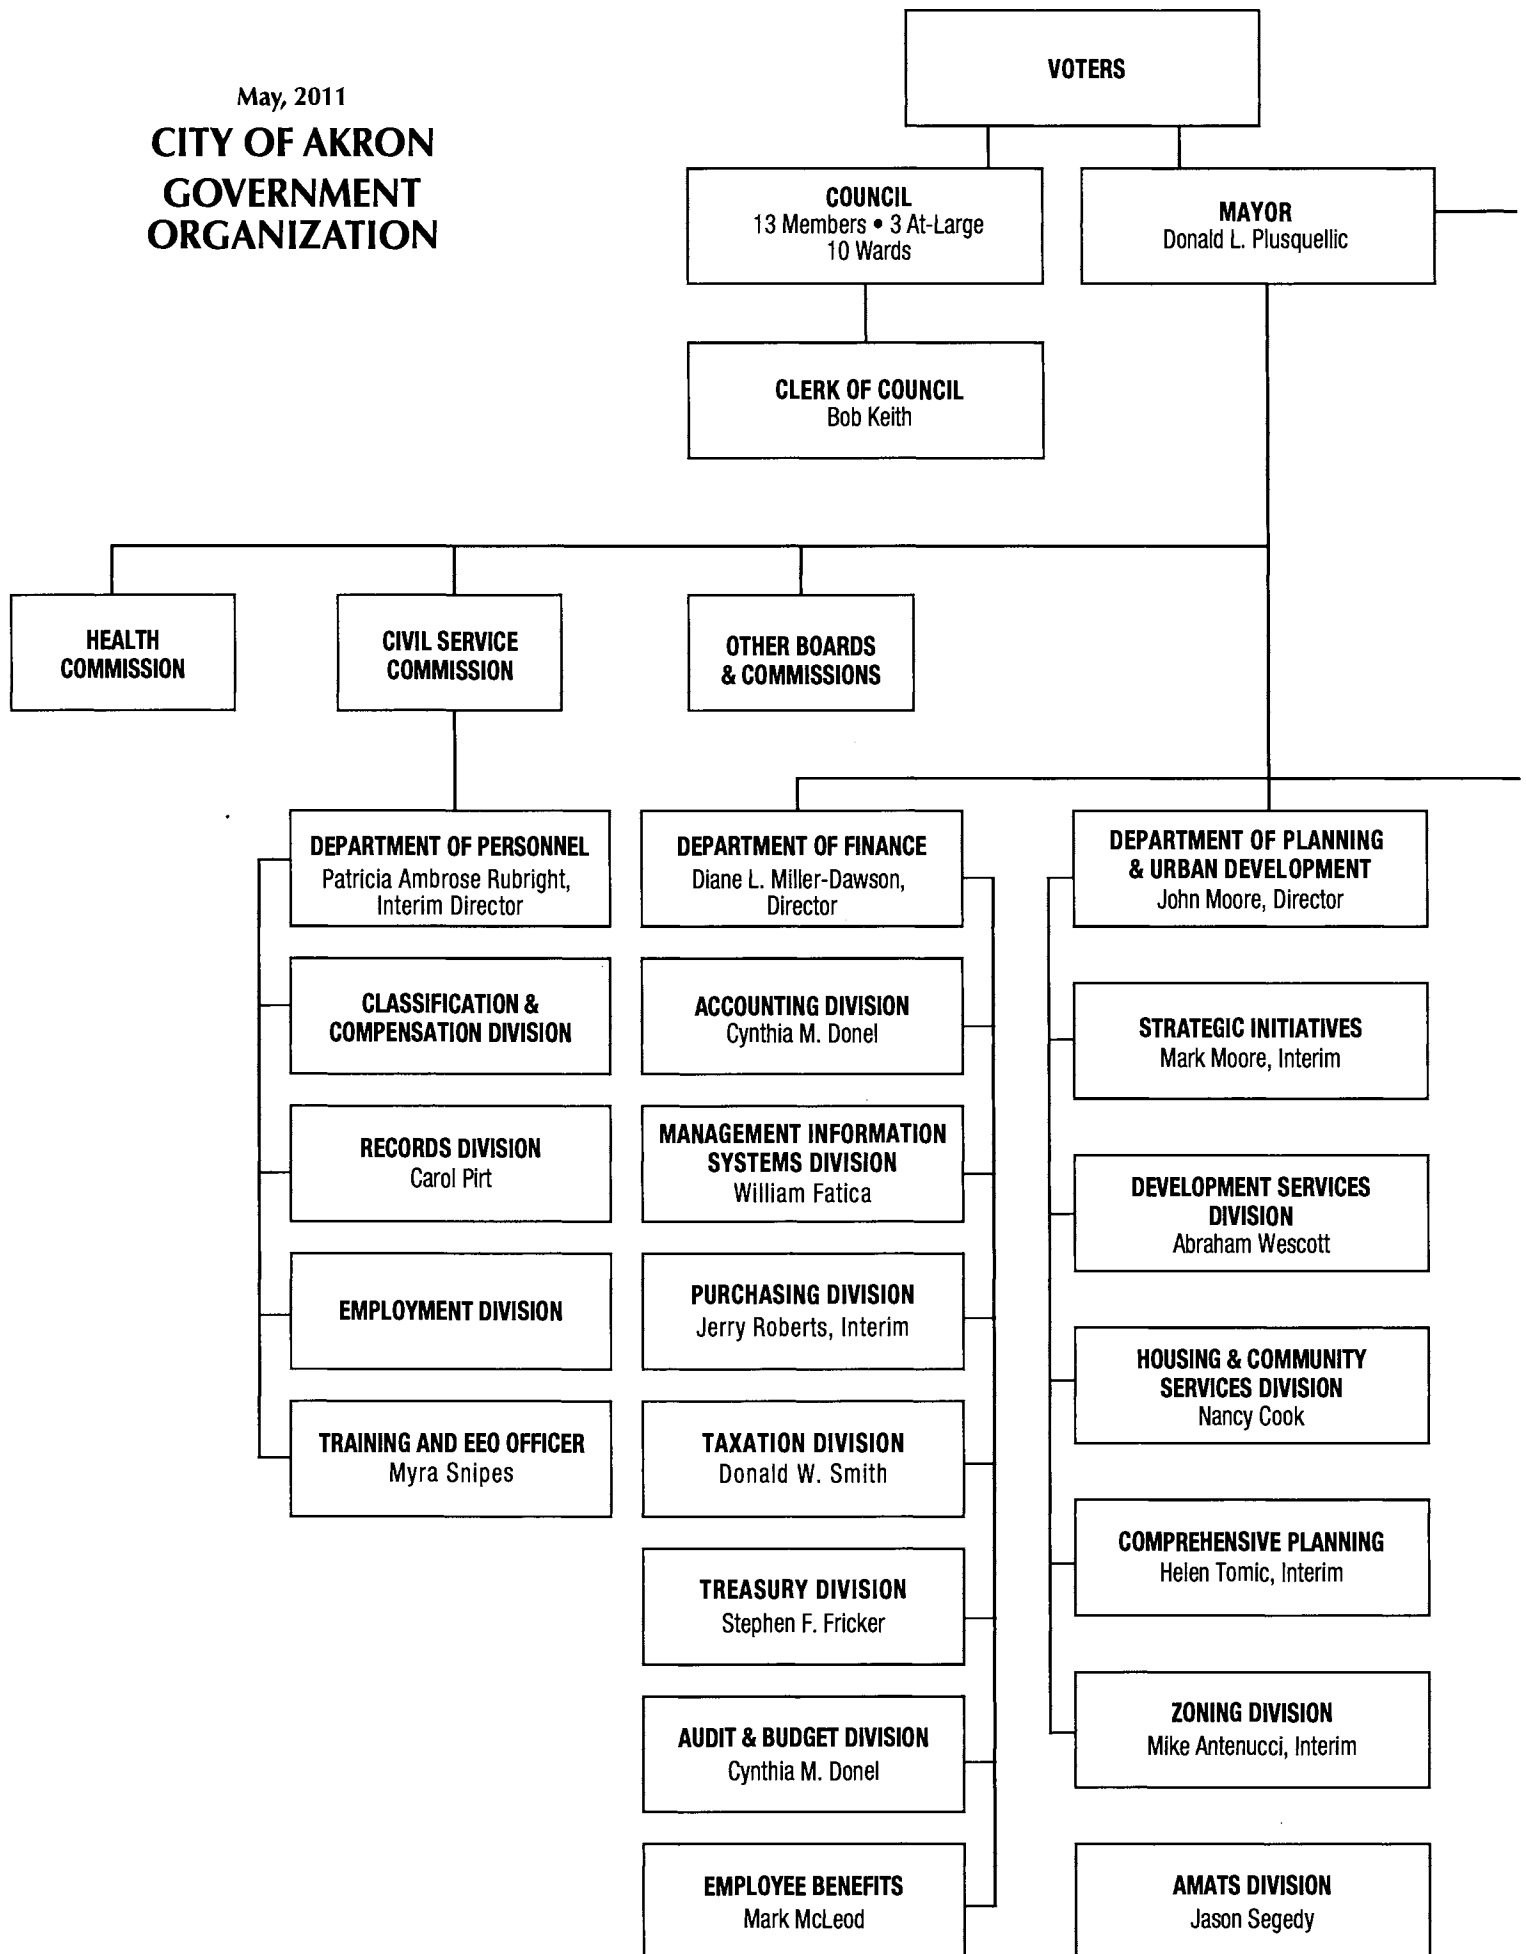 May, 2011
CITY OF AKRON
GOVERNMENT
ORGANIZATION
VOTERS
COUNCIL
13 Members • 3 At-Large
10 Wards
MAYOR
Donald L. Plusquellic
CLERK OF COUNCIL
Bob Keith
HEALTH
COMMISSION
CIVIL SERVICE
COMMISSION
OTHER BOARDS
& COMMISSIONS
DEPARTMENT OF PERSONNEL
Patricia Ambrose Rubright,
Interim Director
CLASSIFICATION &
COMPENSATION DIVISION
RECORDS DIVISION
Carol Pirt
EMPLOYMENT DIVISION
TRAINING AND EEO OFFICER
Myra Snipes
DEPARTMENT OF FINANCE
Diane L. Miller-Dawson,
Director
ACCOUNTING DIVISION
Cynthia M. Donel
MANAGEMENT INFORMATION
SYSTEMS DIVISION
William Fatica
PURCHASING DIVISION
Jerry Roberts, Interim
TAXATION DIVISION
Donald W. Smith
TREASURY DIVISION
Stephen F. Fricker
AUDIT & BUDGET DIVISION
Cynthia M. Donel
EMPLOYEE BENEFITS
Mark McLeod
DEPARTMENT OF PLANNING
& URBAN DEVELOPMENT
John Moore, Director
STRATEGIC INITIATIVES
Mark Moore, Interim
DEVELOPMENT SERVICES
DIVISION
Abraham Wescott
HOUSING & COMMUNITY
SERVICES DIVISION
Nancy Cook
COMPREHENSIVE PLANNING
Helen Tomic, Interim
ZONING DIVISION
Mike Antenucci, Interim
AMATS DIVISION
Jason Segedy